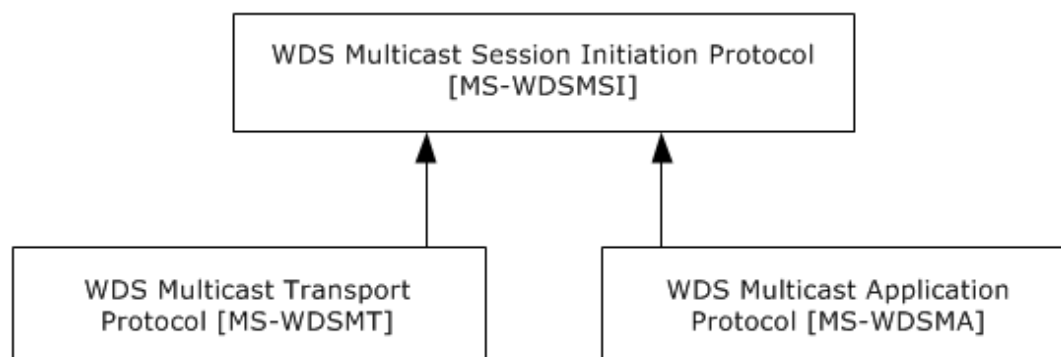 WDS Multicast Session Initiation Protocol
[MS-WDSMSI]
WDS Multicast Transport
Protocol [MS-WDSMT]
WDS Multicast Application
Protocol [MS-WDSMA]